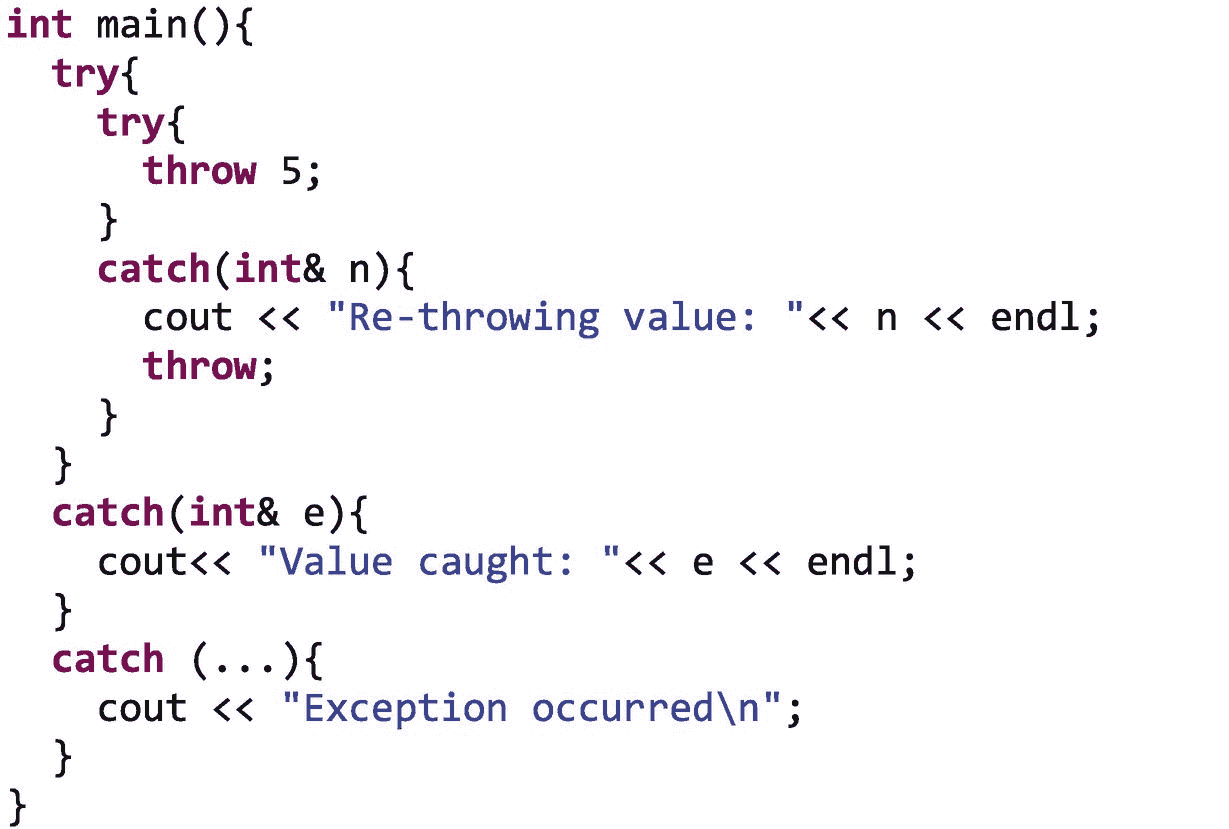 int main(){
  try{
    try{
      throw 5;
    }
    catch(int& n){
      cout << "Re-throwing value: "<< n << endl;
      throw;
    }
  }
  catch(int& e){
    cout<< "Value caught: "<< e << endl;
  }
  catch (...){
    cout << "Exception occurred\n";
  }
}